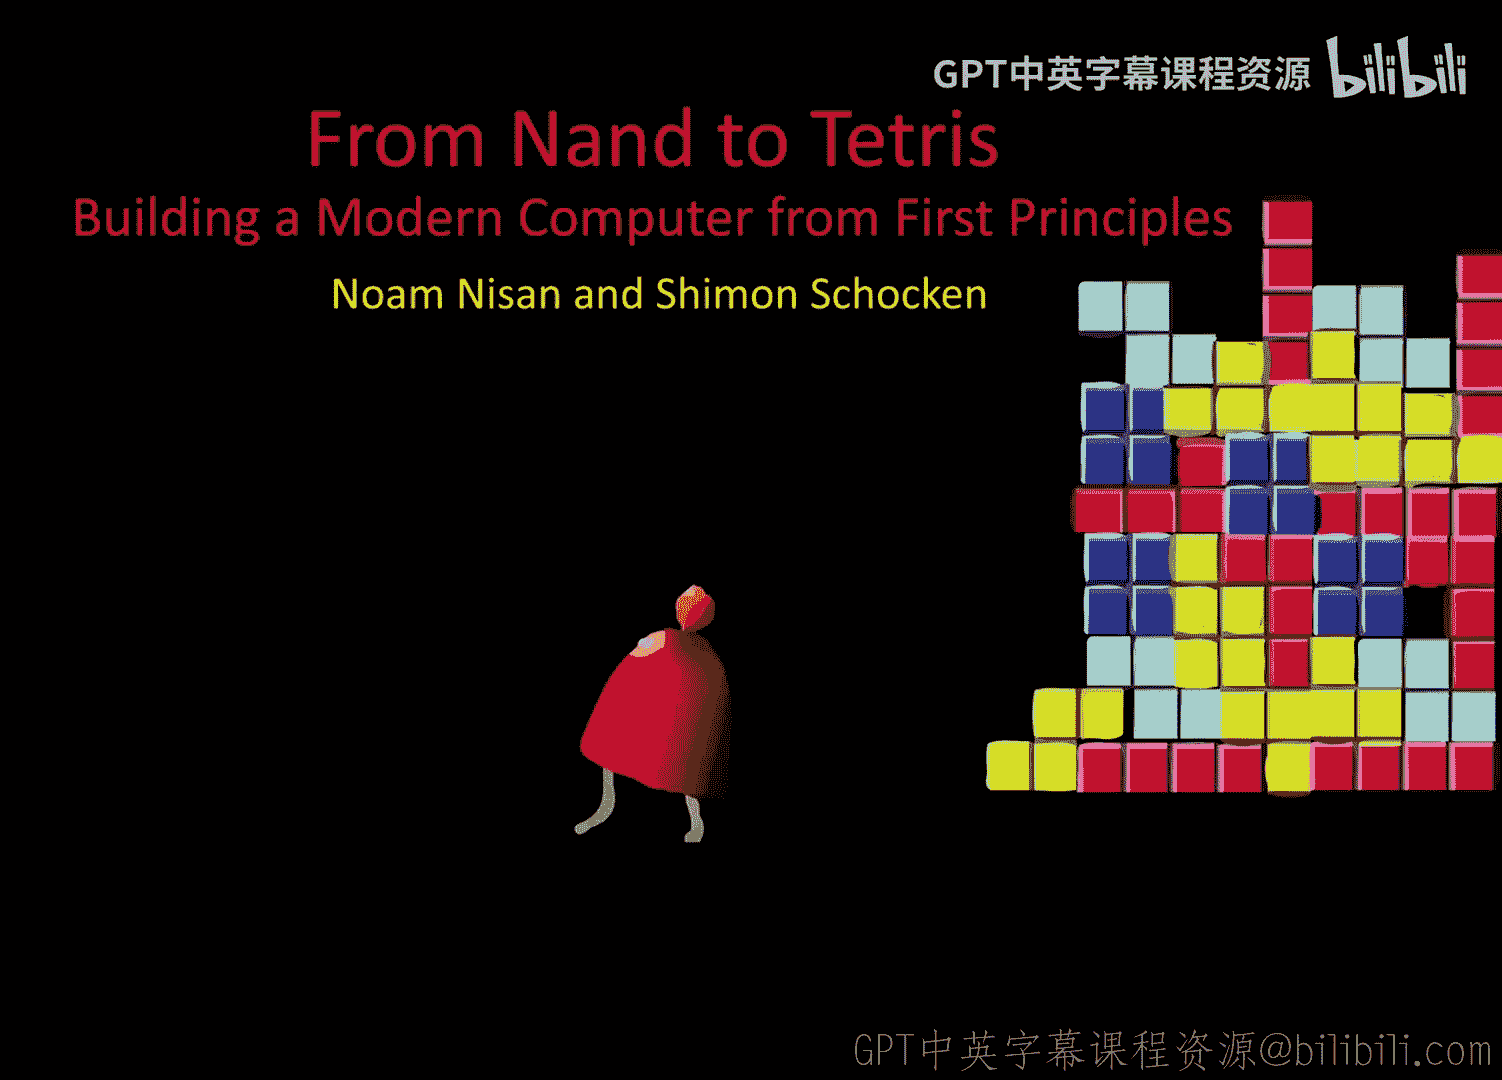 GPT中英字幕课程资源 bilibili
From Nand to Tetris
Building a Modern Computer from First Principles
Noam Nisan and Shimon Schocken
GPT中英字幕课程资源@bilibili.com